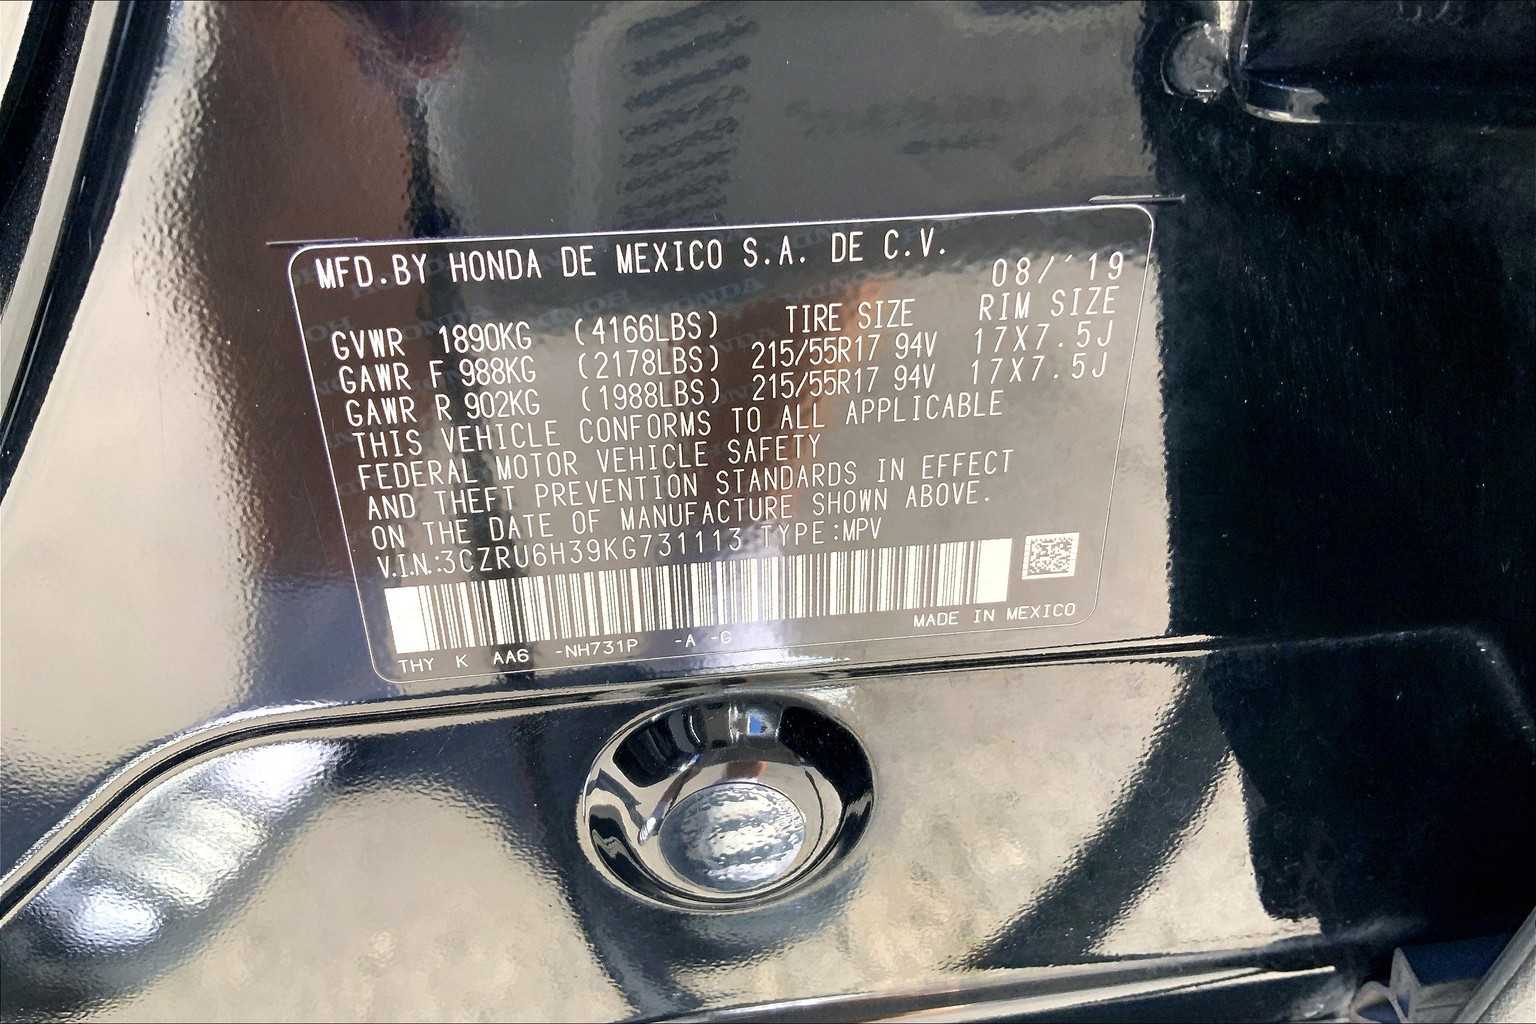 MFD.BY HONDA DE MEXICO S.A. DE C.V.
08/'19
GVWR 1890KG (4166LBS) TIRE SIZE RIM SIZE
GAWR F 988KG (2178LBS) 215/55R17 94V 17X7.5J
GAWR R 902KG (1988LBS) 215/55R17 94V 17X7.5J
THIS VEHICLE CONFORMS TO ALL APPLICABLE
FEDERAL MOTOR VEHICLE SAFETY
AND THEFT PREVENTION STANDARDS IN EFFECT
ON THE DATE OF MANUFACTURE SHOWN ABOVE.
V.I.N.:3CZRU6H39KG731113 TYPE:MPV
MADE IN MEXICO
THY K AA6 -NH731P -A -G